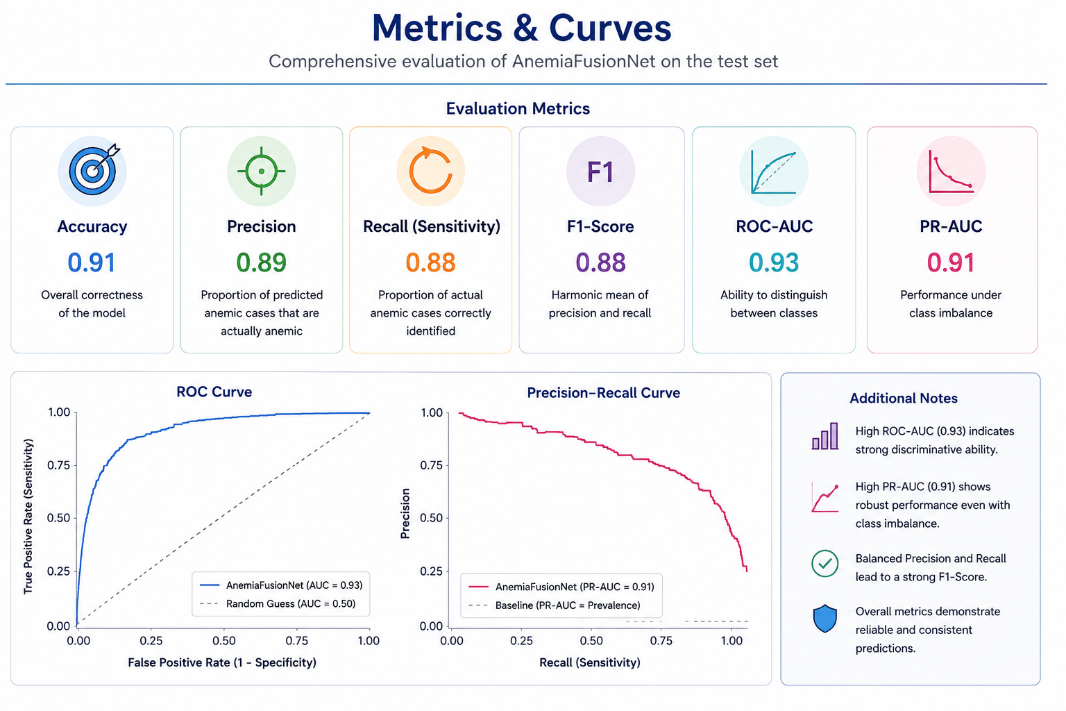 Metrics & Curves
Comprehensive evaluation of AnemiaFusionNet on the test set
Evaluation Metrics
Accuracy
0.91
Overall correctness
of the model
Precision
0.89
Proportion of predicted
anemic cases that are
actually anemic
Recall (Sensitivity)
0.88
Proportion of actual
anemic cases correctly
identified
F1
F1-Score
0.88
Harmonic mean of
precision and recall
ROC-AUC
0.93
Ability to distinguish
between classes
PR-AUC
0.91
Performance under
class imbalance
ROC Curve
True Positive Rate (Sensitivity)
1.00
0.75
0.50
0.25
0.00
0.00 0.25 0.50 0.75 1.00
False Positive Rate (1 - Specificity)
AnemiaFusionNet (AUC = 0.93)
Random Guess (AUC = 0.50)
Precision–Recall Curve
Precision
1.00
0.75
0.50
0.25
0.00
0.00 0.25 0.50 0.75 1.00
Recall (Sensitivity)
AnemiaFusionNet (PR-AUC = 0.91)
Baseline (PR-AUC = Prevalence)
Additional Notes
High ROC-AUC (0.93) indicates
strong discriminative ability.
High PR-AUC (0.91) shows
robust performance even with
class imbalance.
Balanced Precision and Recall
lead to a strong F1-Score.
Overall metrics demonstrate
reliable and consistent
predictions.